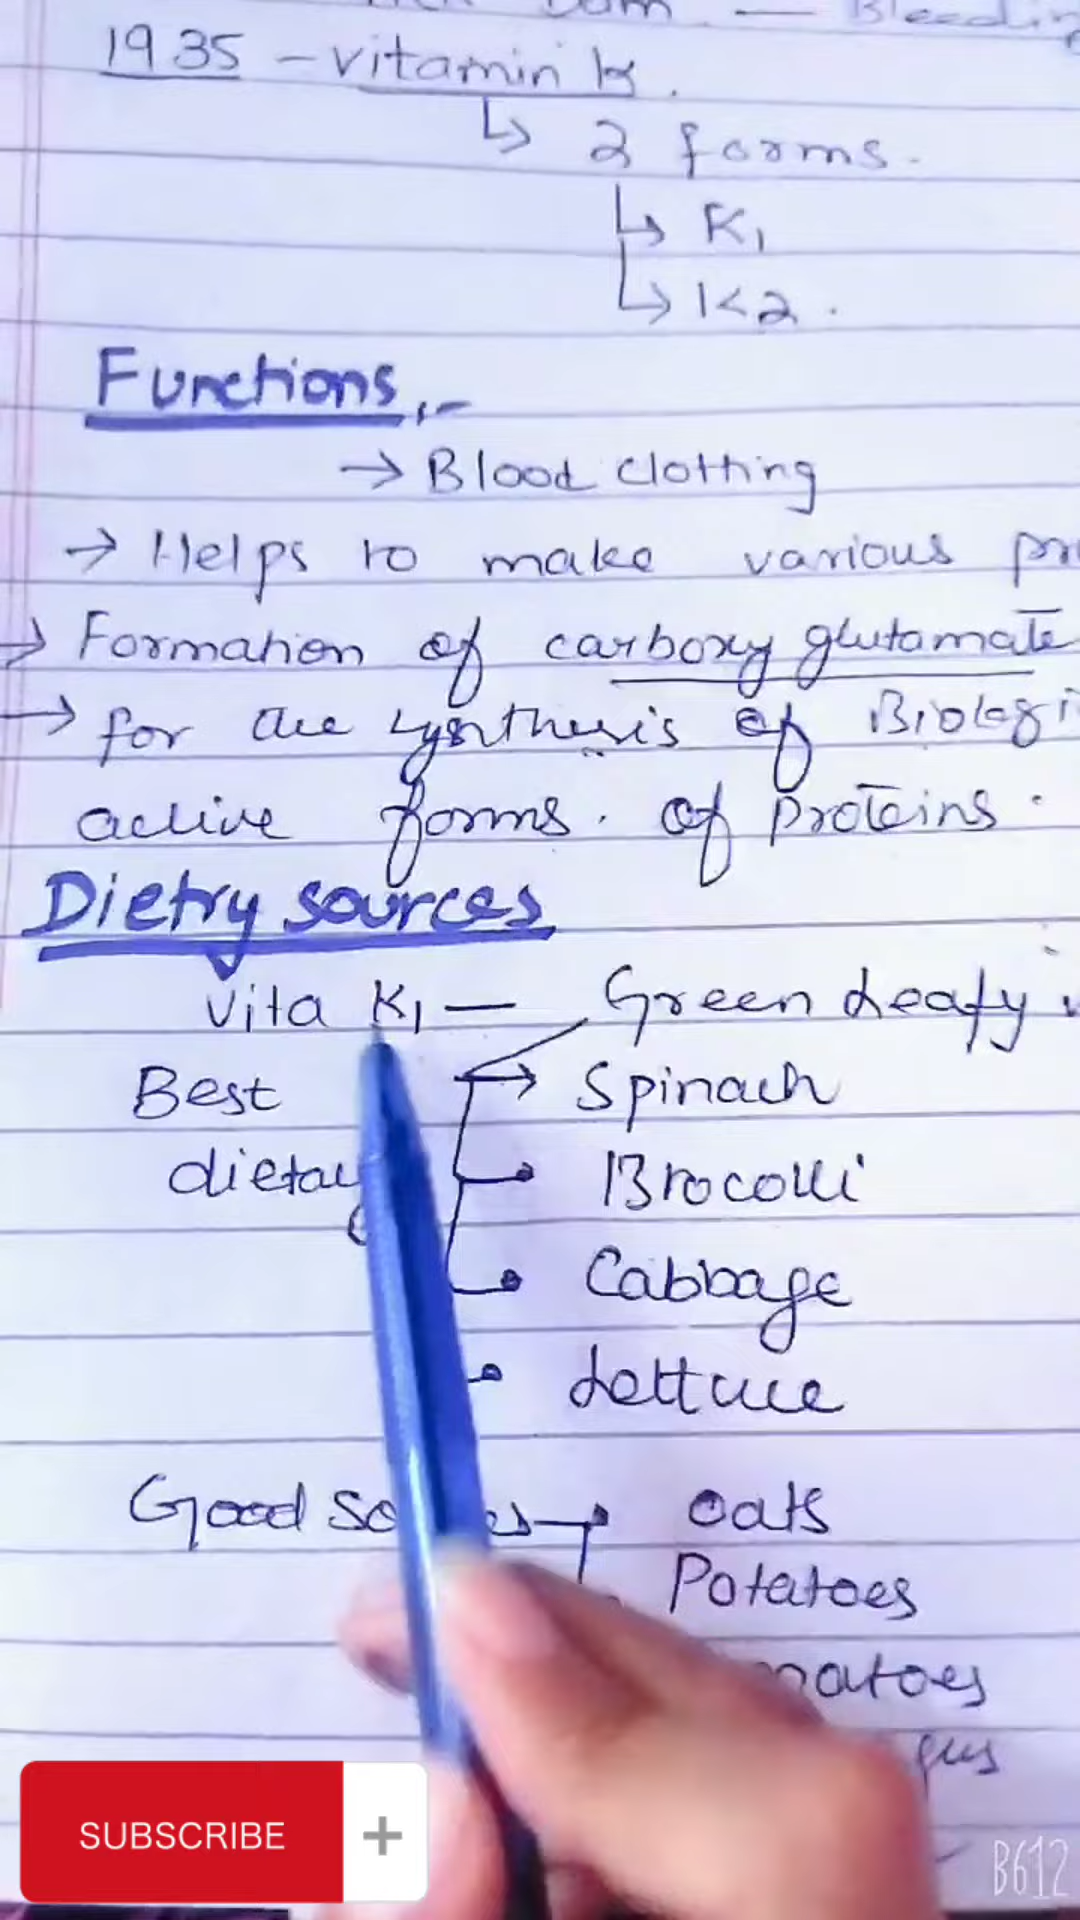 1935 - vitamin K.
2 forms.
K1
K2.
Functions,-
→ Blood clotting
→ Helps to make various
→ Formation of carboxy glutamate
→ for the synthesis of
active forms. of Proteins.
Dietry sources
Vita K1 — Green Leafy
Best → Spinach
Brocolli
Cabbage
Lettuce
Good oats
Potatoes
SUBSCRIBE +
B612